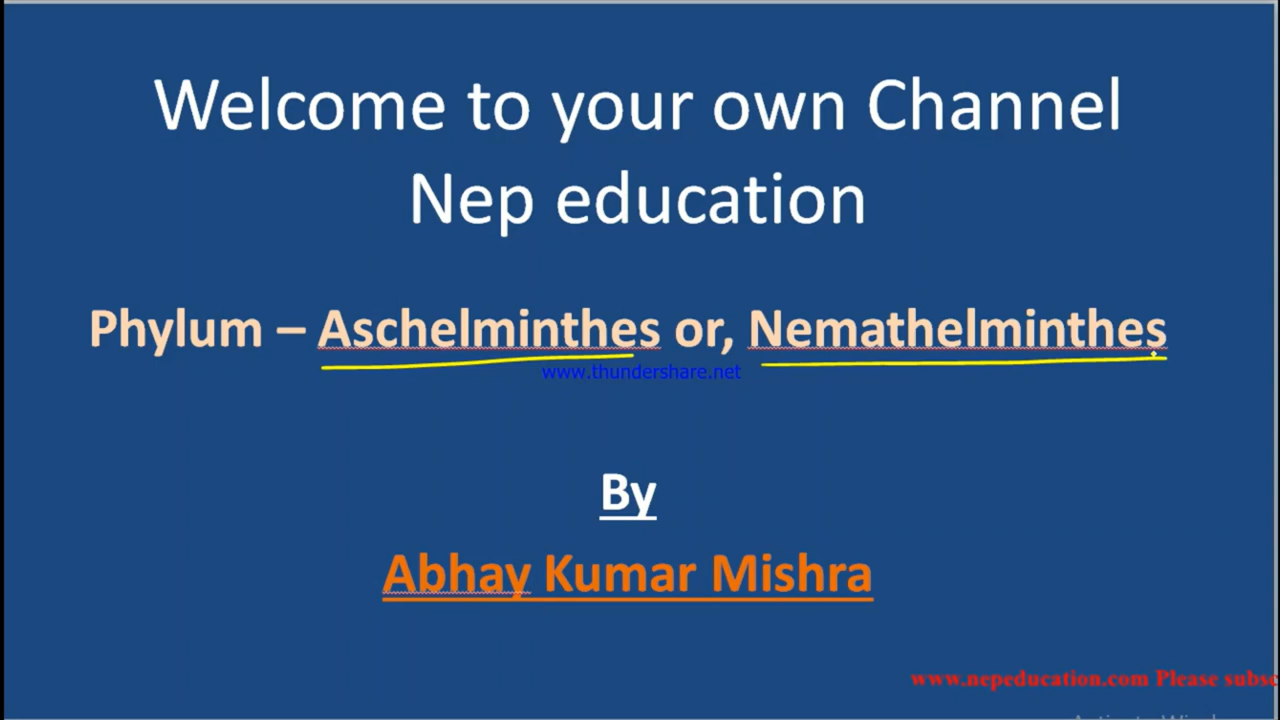 Welcome to your own Channel
Nep education
Phylum – Aschelminthes or, Nemathelminthes
www.thundershare.net
By
Abhay Kumar Mishra
www.nepeducation.com Please subsc